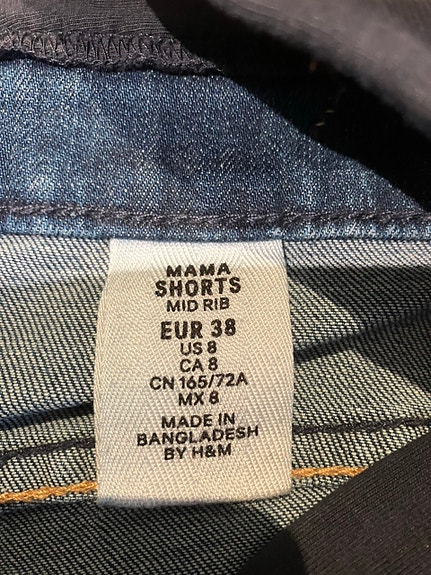 MAMA
SHORTS
MID RIB
EUR 38
US 8
CA 8
CN 165/72A
MX 8
MADE IN
BANGLADESH
BY H&M